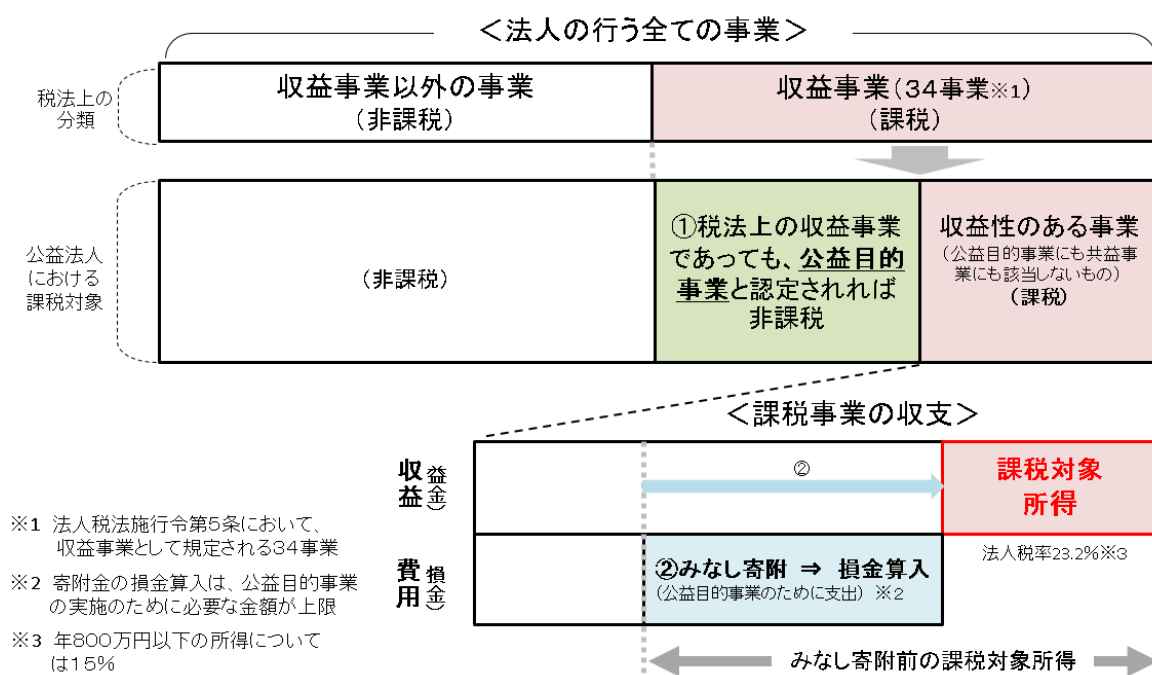 ＜法人の行う全ての事業＞
税法上の
分類
収益事業以外の事業
（非課税）
収益事業（３４事業※１）
（課税）
公益法人
における
課税対象
（非課税）
①税法上の収益事業
であっても、公益目的
事業と認定されれば
非課税
収益性のある事業
（公益目的事業にも共益事
業にも該当しないもの）
（課税）
＜課税事業の収支＞
収益（益金）
②
課税対象
所得
費用（損金）
②みなし寄附 ⇒ 損金算入
（公益目的事業のために支出） ※２
法人税率２３.２％※３
みなし寄附前の課税対象所得
※１ 法人税法施行令第５条において、
収益事業として規定される３４事業
※２ 寄附金の損金算入は、公益目的事業
の実施のために必要な金額が上限
※３ 年８００万円以下の所得について
は１５％